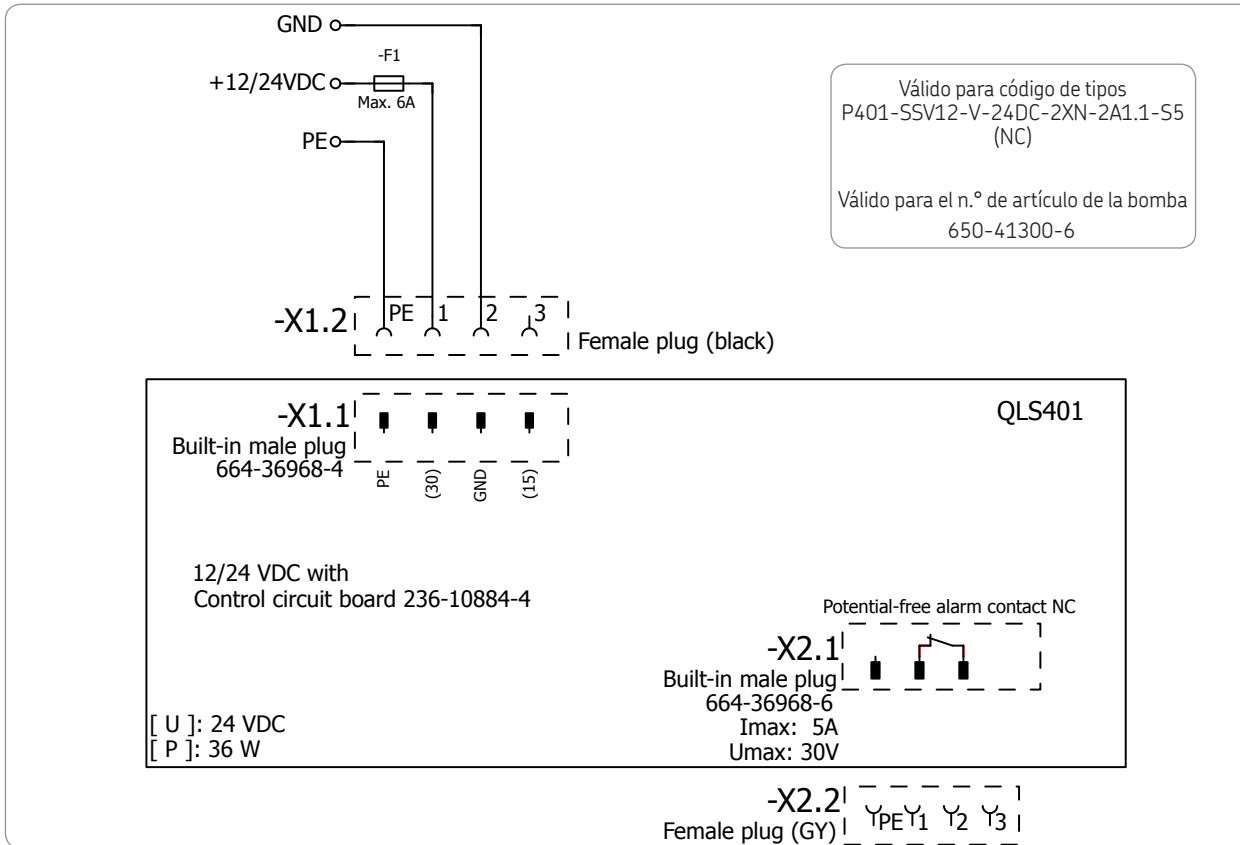 GND
-F1
+12/24VDC
Max. 6A
PE
Válido para código de tipos
P401-SSV12-V-24DC-2XN-2A1.1-S5
(NC)
Válido para el n.° de artículo de la bomba
650-41300-6
-X1.2
PE 1 2 3
Female plug (black)
-X1.1
Built-in male plug
664-36968-4
PE
(30)
GND
(15)
QLS401
12/24 VDC with
Control circuit board 236-10884-4
Potential-free alarm contact NC
-X2.1
Built-in male plug
664-36968-6
Imax: 5A
Umax: 30V
[ U ]: 24 VDC
[ P ]: 36 W
-X2.2
Female plug (GY)
PE 1 2 3